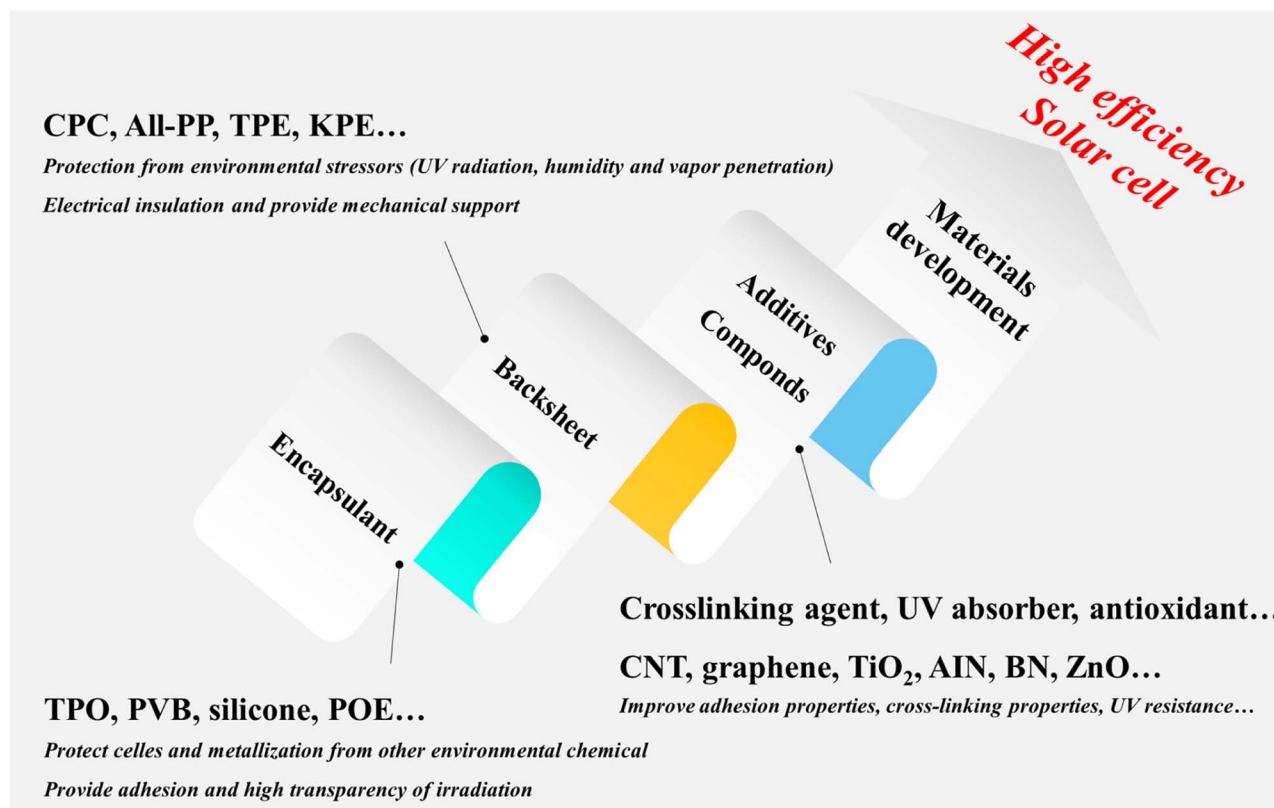 High efficiency
Solar cell
CPC, All-PP, TPE, KPE…
Protection from environmental stressors (UV radiation, humidity and vapor penetration)
Electrical insulation and provide mechanical support
Materials
development
Additives
Componds
Backsheet
Encapsulant
Crosslinking agent, UV absorber, antioxidant…
CNT, graphene, TiO₂, AIN, BN, ZnO…
Improve adhesion properties, cross-linking properties, UV resistance…
TPO, PVB, silicone, POE…
Protect celles and metallization from other environmental chemical
Provide adhesion and high transparency of irradiation